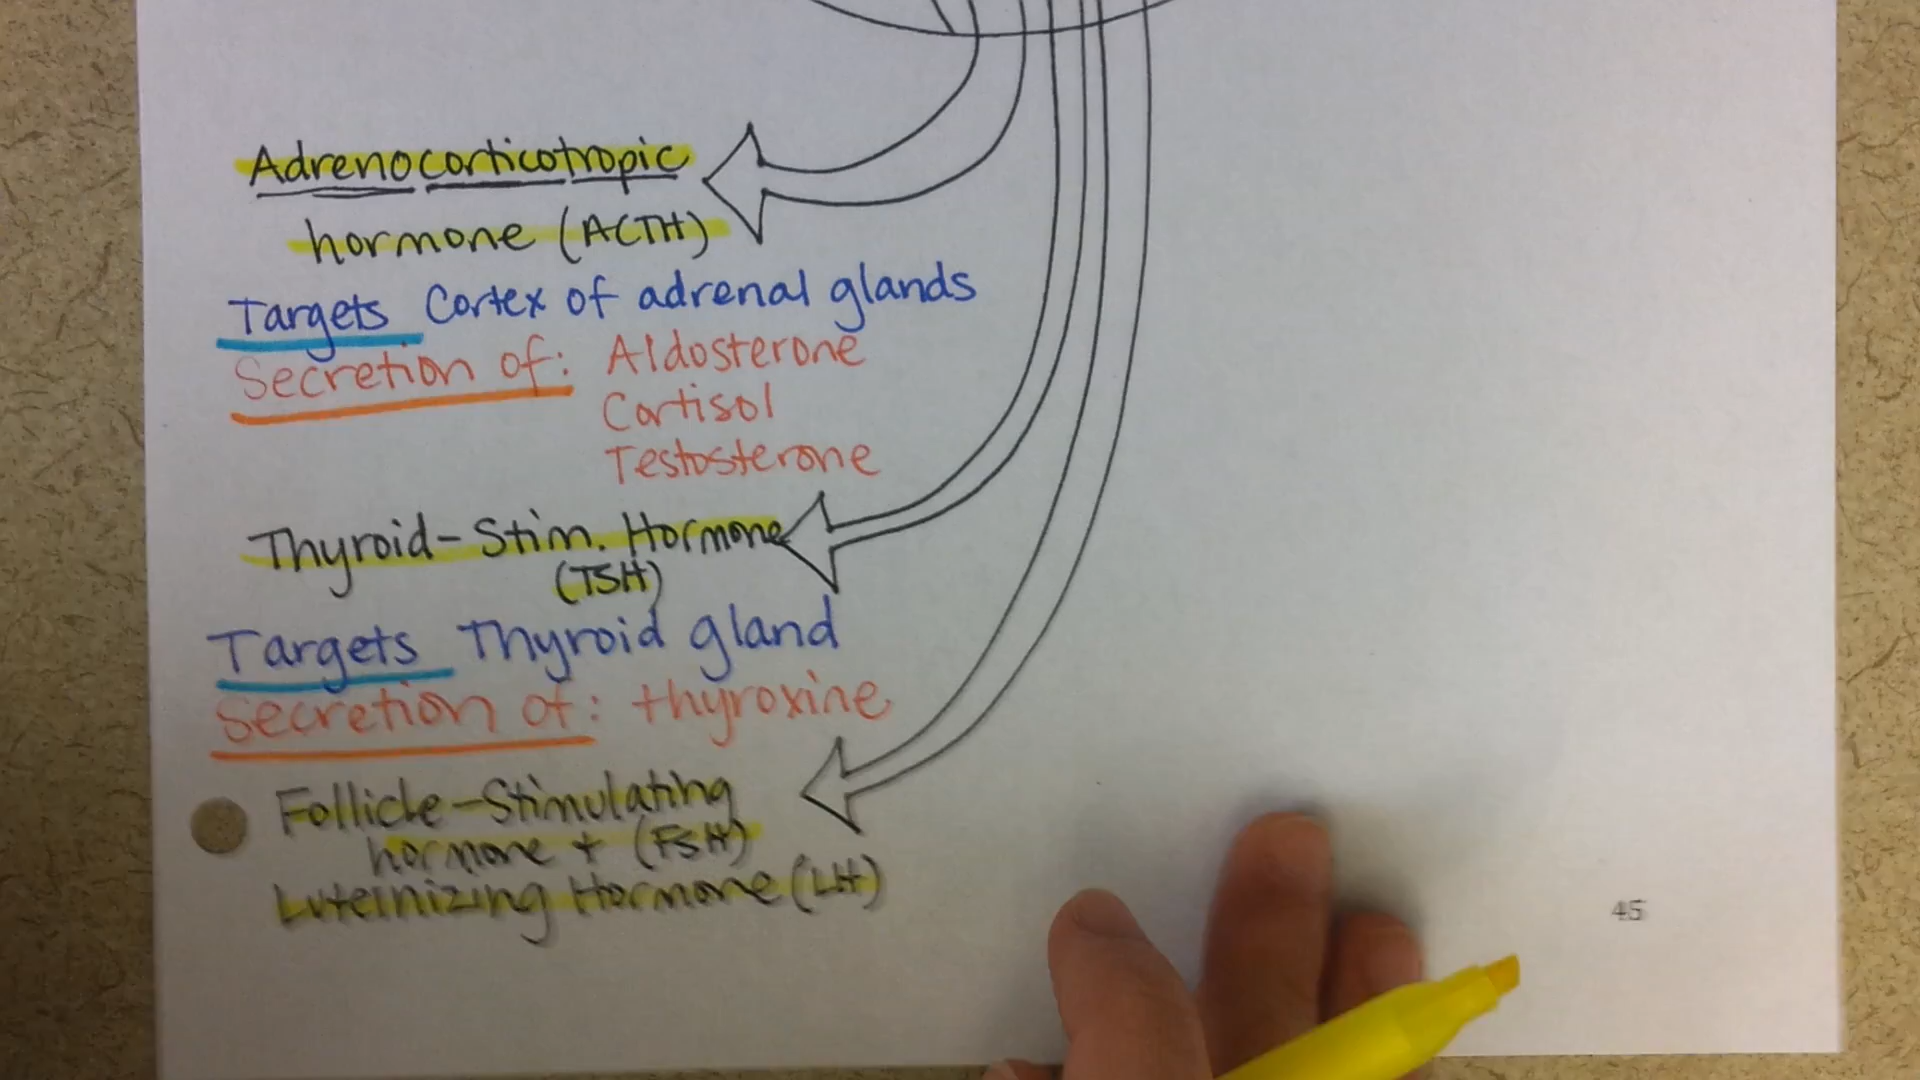 Adrenocorticotropic
hormone (ACTH)
Targets Cortex of adrenal glands
Secretion of: Aldosterone
Cortisol
Testosterone
Thyroid-Stim. Hormone
(TSH)
Targets Thyroid gland
Secretion of: thyroxine
Follicle-Stimulating
hormone + (FSH)
Luteinizing Hormone (LH)
45